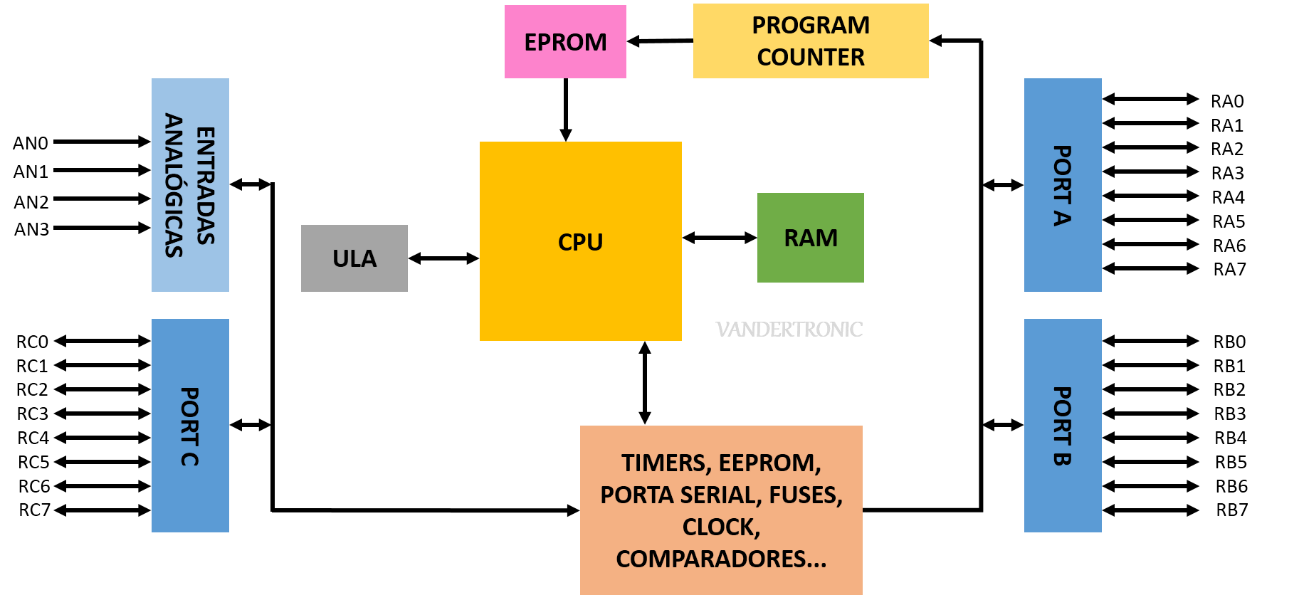 EPROM
PROGRAM
COUNTER
ENTRADAS
ANALÓGICAS
AN0
AN1
AN2
AN3
ULA
CPU
RAM
VANDERTRONIC
PORT A
RA0
RA1
RA2
RA3
RA4
RA5
RA6
RA7
RC0
RC1
RC2
RC3
RC4
RC5
RC6
RC7
PORT C
TIMERS, EEPROM,
PORTA SERIAL, FUSES,
CLOCK,
COMPARADORES...
PORT B
RB0
RB1
RB2
RB3
RB4
RB5
RB6
RB7